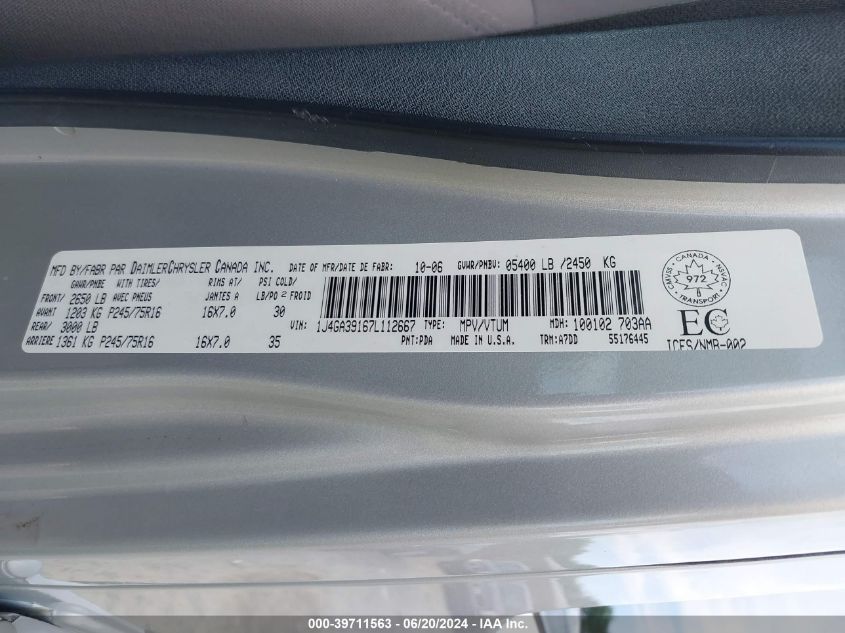 MFD BY/FABR PAR DAIMLERCHRYSLER CANADA INC. DATE OF MFR/DATE DE FABR: 10-06 GVWR/PNBV: 05400 LB /2450 KG
GAWR/PNBE WITH TIRES/ RIMS AT/ PSI COLD/
FRONT/ 2650 LB AVEC PNEUS JANTES A LB/PO² FROID
AVANT 1203 KG P245/75R16 16X7.0 30
REAR/ 3000 LB VIN: 1J4GA39167L112667 TYPE: MPV/VTUM MDH: 100102 703AA
ARRIERE 1361 KG P245/75R16 16X7.0 35 PNT:PDA MADE IN U.S.A. TRM:A7DD 55176445
CMVSS - CANADA - NSVAC
972
TRANSPORT
EC
ICES/NMB-002
000-39711563 - 06/20/2024 - IAA Inc.